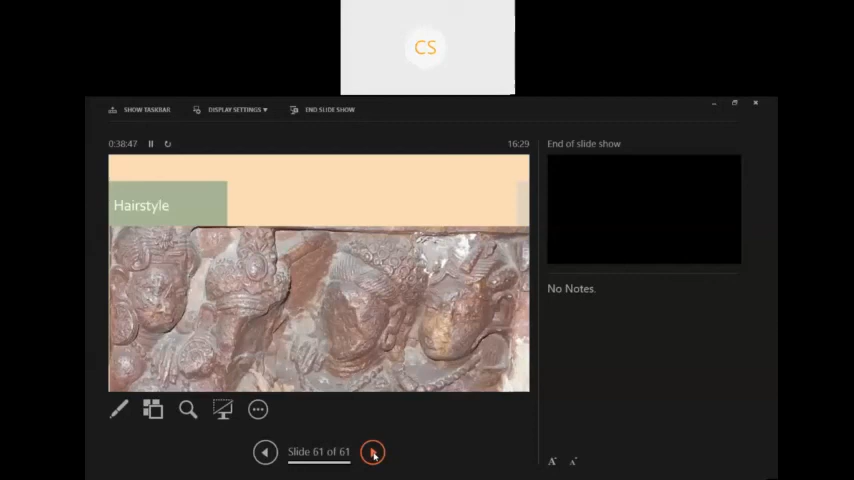 CS
SHOW TASKBAR
DISPLAY SETTINGS ▼
END SLIDE SHOW
0:38:47
16:29
End of slide show
Hairstyle
No Notes.
Slide 61 of 61
A
A